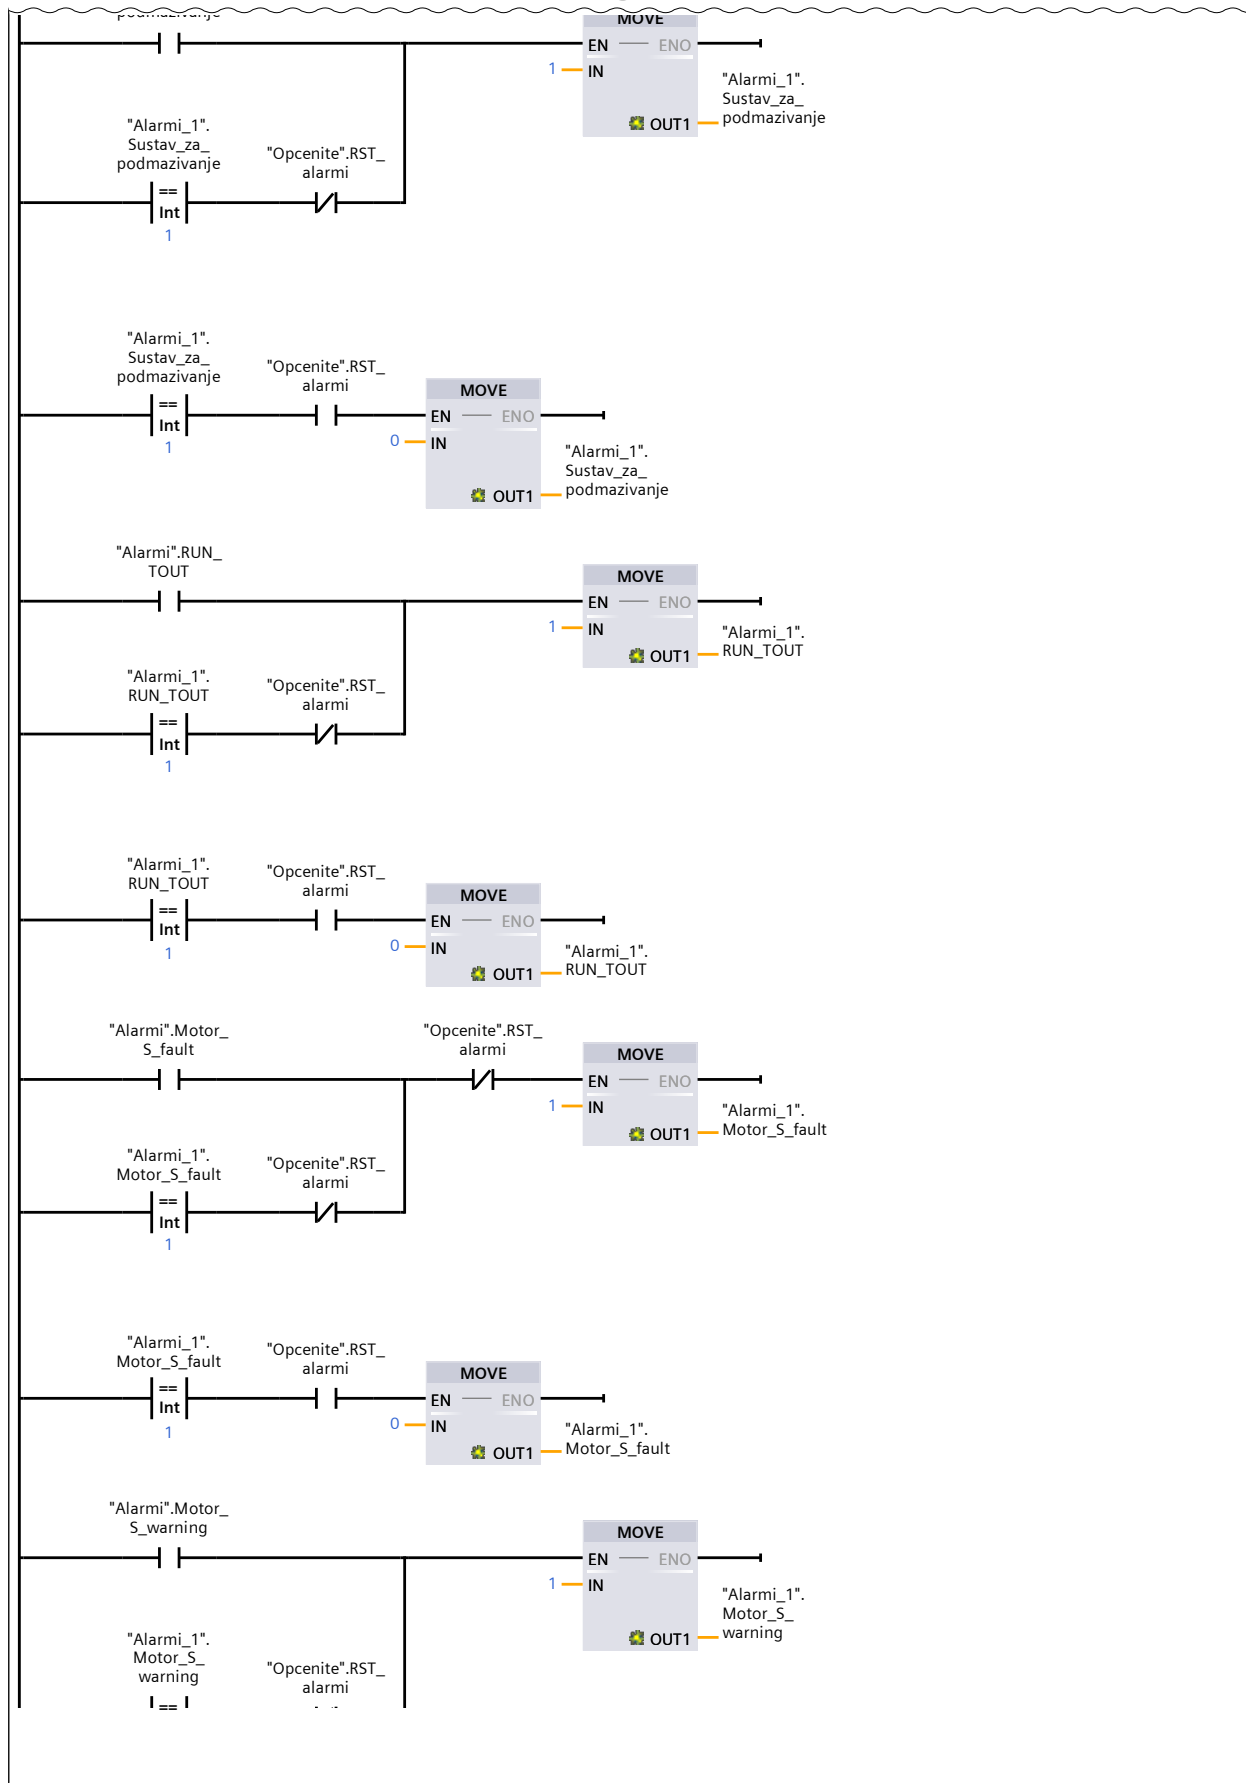 podmazivanje
MOVE
EN ENO
1 IN
"Alarmi_1".
Sustav_za_
podmazivanje
OUT1
"Alarmi_1".
Sustav_za_
podmazivanje
"Opcenite".RST_
alarmi
==
Int
1
"Alarmi_1".
Sustav_za_
podmazivanje
"Opcenite".RST_
alarmi
==
Int
1
MOVE
EN ENO
0 IN
OUT1
"Alarmi_1".
Sustav_za_
podmazivanje
"Alarmi".RUN_
TOUT
MOVE
EN ENO
1 IN
OUT1
"Alarmi_1".
RUN_TOUT
"Alarmi_1".
RUN_TOUT
"Opcenite".RST_
alarmi
==
Int
1
"Alarmi_1".
RUN_TOUT
"Opcenite".RST_
alarmi
==
Int
1
MOVE
EN ENO
0 IN
OUT1
"Alarmi_1".
RUN_TOUT
"Alarmi".Motor_
S_fault
"Opcenite".RST_
alarmi
MOVE
EN ENO
1 IN
OUT1
"Alarmi_1".
Motor_S_fault
"Alarmi_1".
Motor_S_fault
"Opcenite".RST_
alarmi
==
Int
1
"Alarmi_1".
Motor_S_fault
"Opcenite".RST_
alarmi
==
Int
1
MOVE
EN ENO
0 IN
OUT1
"Alarmi_1".
Motor_S_fault
"Alarmi".Motor_
S_warning
MOVE
EN ENO
1 IN
OUT1
"Alarmi_1".
Motor_S_
warning
"Alarmi_1".
Motor_S_
warning
"Opcenite".RST_
alarmi
==